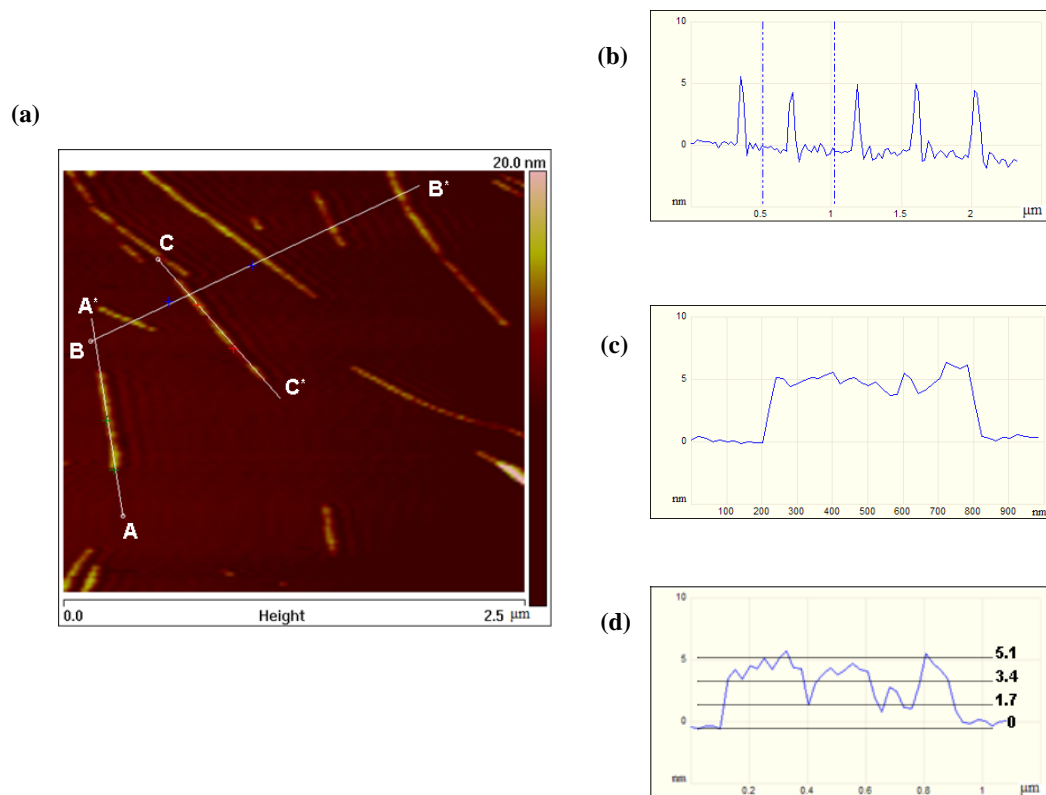 (a)
20.0 nm
B*
C
A*
B
C*
A
0.0 Height 2.5 μm
(b)
10
5
0
nm
0.5 1 1.5 2 μm
(c)
10
5
0
nm
100 200 300 400 500 600 700 800 900 nm
(d)
10
5
0
nm
5.1
3.4
1.7
0
0.2 0.4 0.6 0.8 1 μm